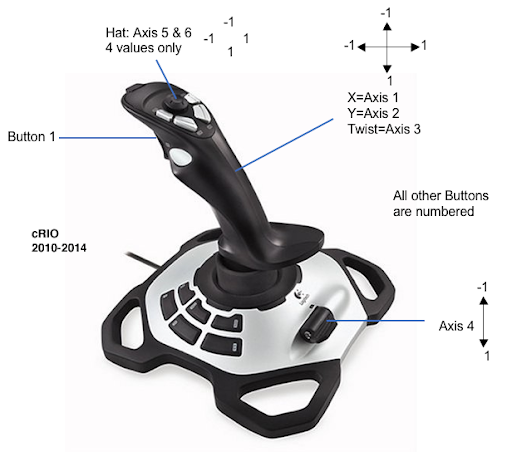 Hat: Axis 5 & 6
4 values only
-1
-1 1
1
-1
-1 1
1
X=Axis 1
Y=Axis 2
Twist=Axis 3
Button 1
All other Buttons
are numbered
cRIO
2010-2014
-1
Axis 4
1